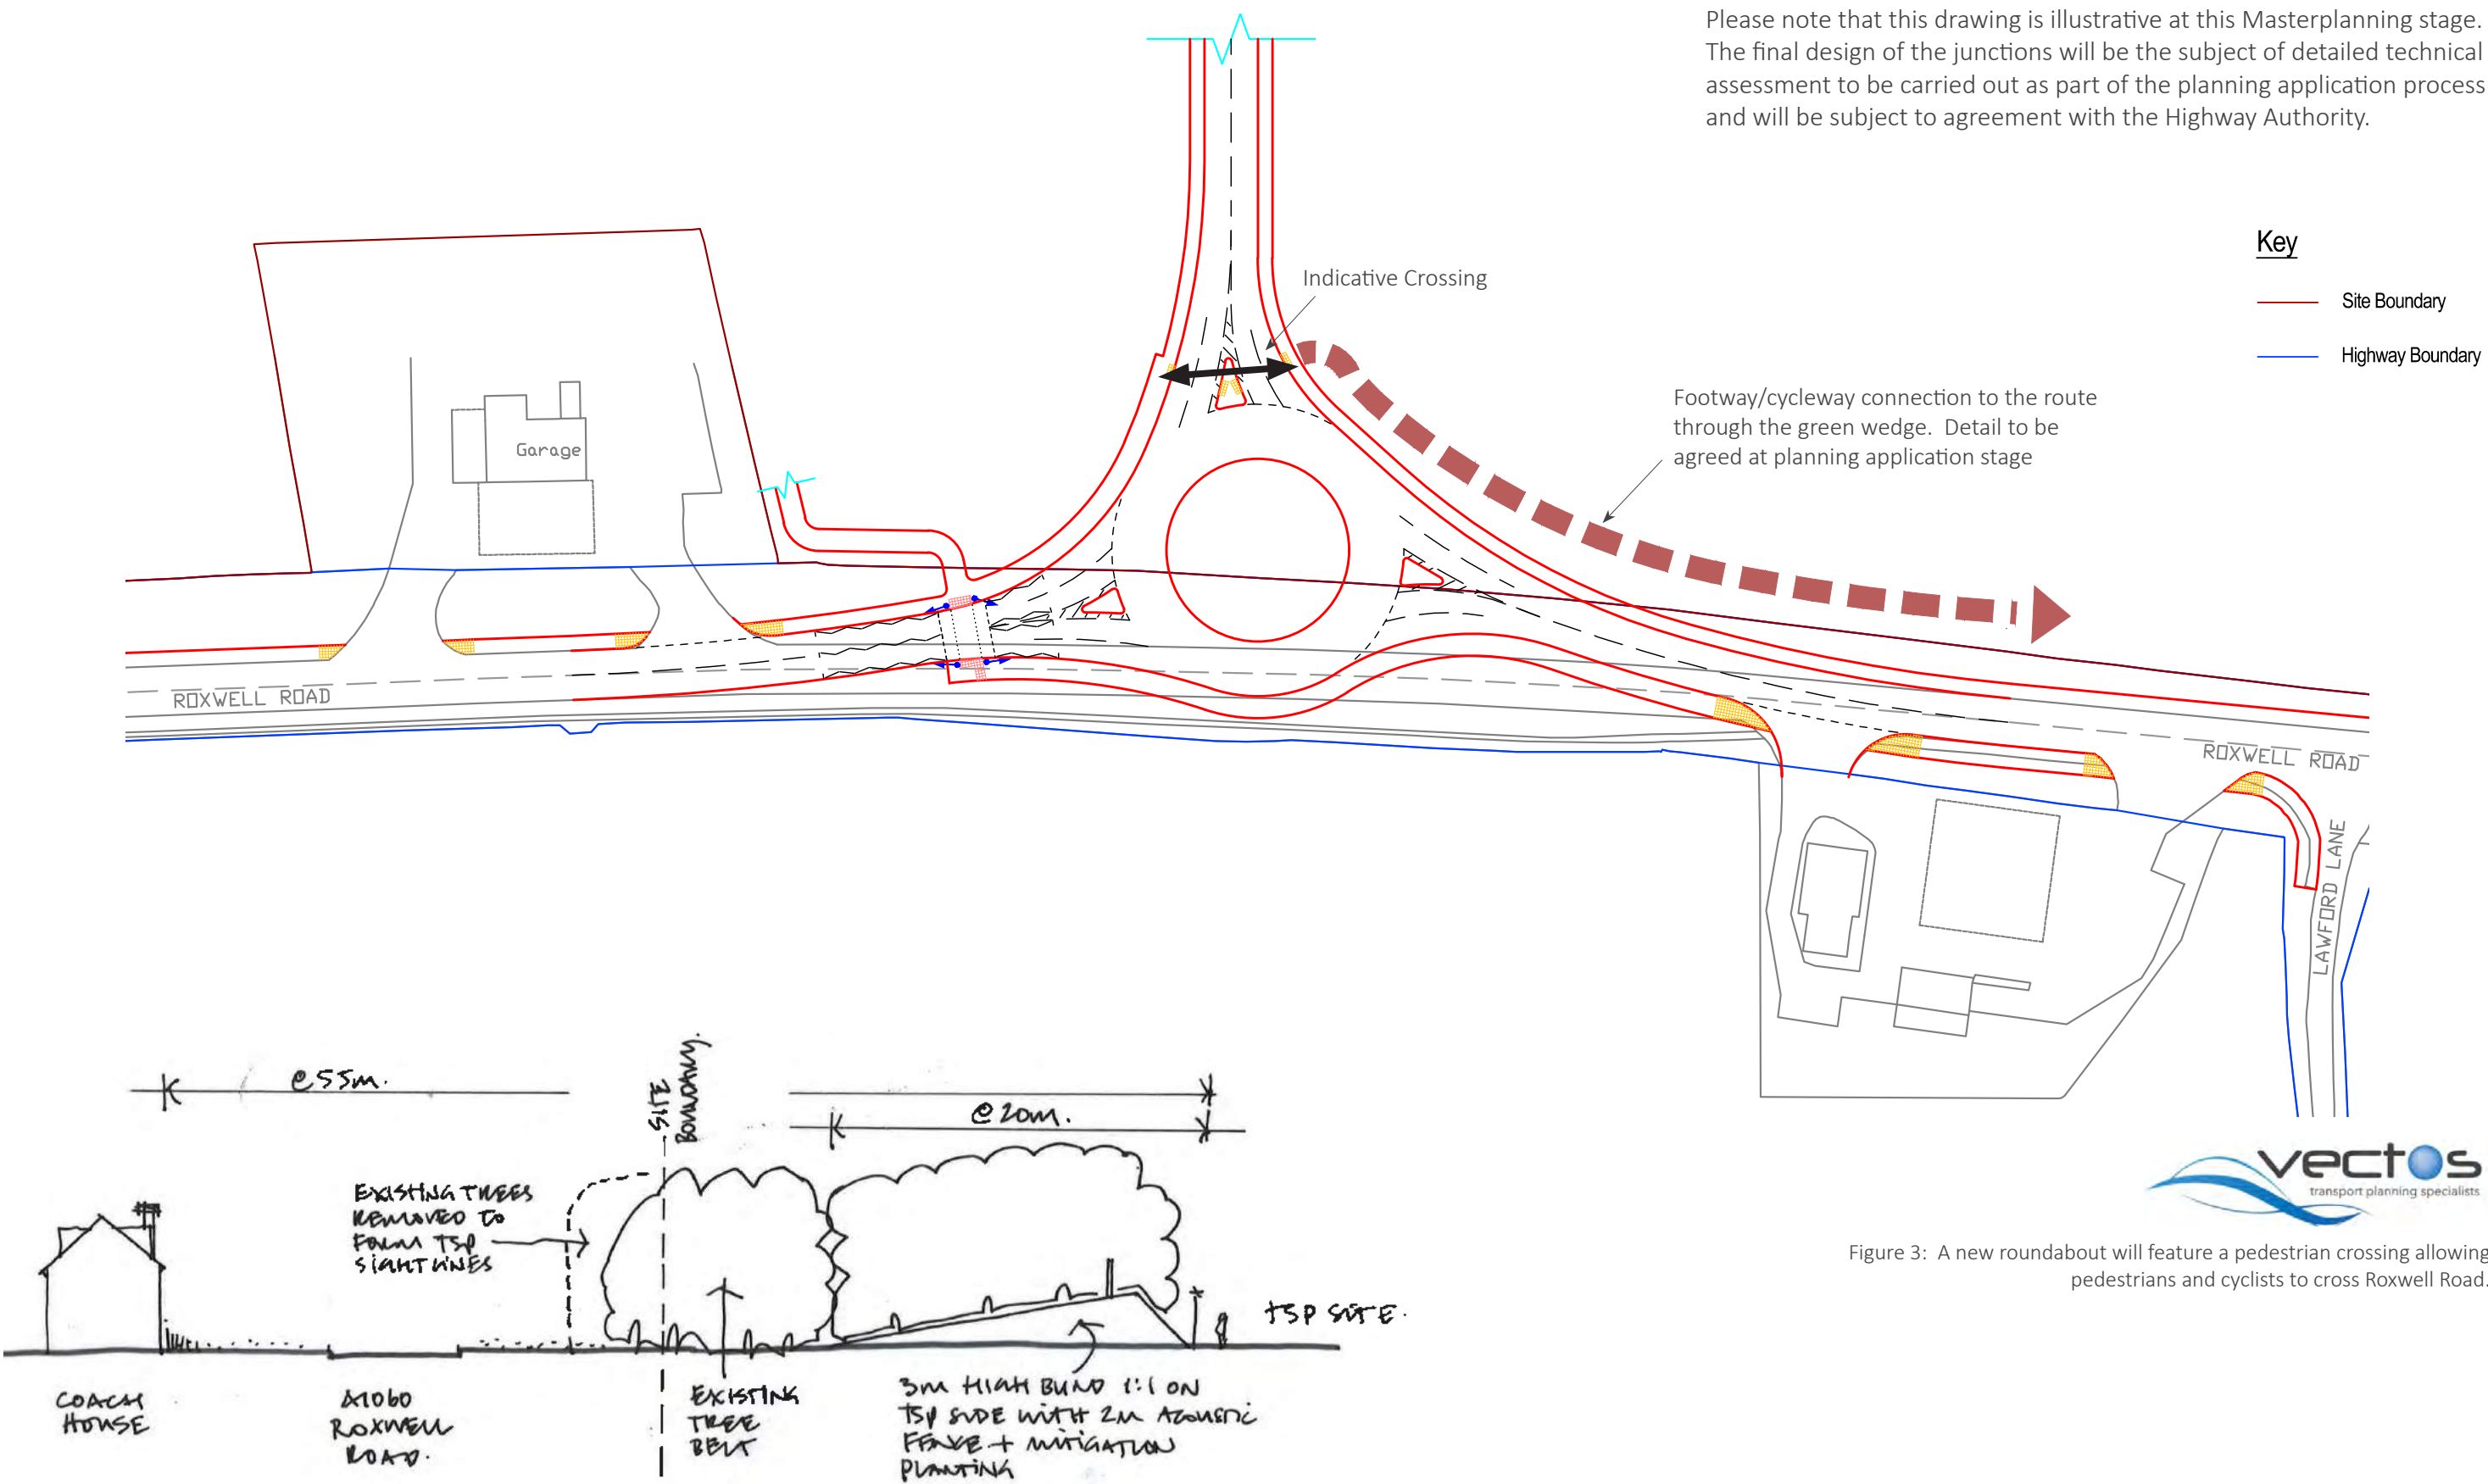 Please note that this drawing is illustrative at this Masterplanning stage.
The final design of the junctions will be the subject of detailed technical
assessment to be carried out as part of the planning application process
and will be subject to agreement with the Highway Authority.
Key
Site Boundary
Highway Boundary
Indicative Crossing
Footway/cycleway connection to the route
through the green wedge.  Detail to be
agreed at planning application stage
Garage
ROXWELL ROAD
ROXWELL ROAD
LAWFORD LANE
@55m.
SITE
BOUNDARY.
@20m.
EXISTING TREES
REMOVED TO
FORM TSP
SIGHTLINES
TSP SITE.
COACH
HOUSE
A1060
ROXWELL
ROAD.
EXISTING
TREE
BELT
3m HIGH BUND 1:1 ON
TSP SIDE WITH 2M ACOUSTIC
FENCE + MITIGATION
PLANTING
vectos
transport planning specialists
Figure 3:  A new roundabout will feature a pedestrian crossing allowing
pedestrians and cyclists to cross Roxwell Road.